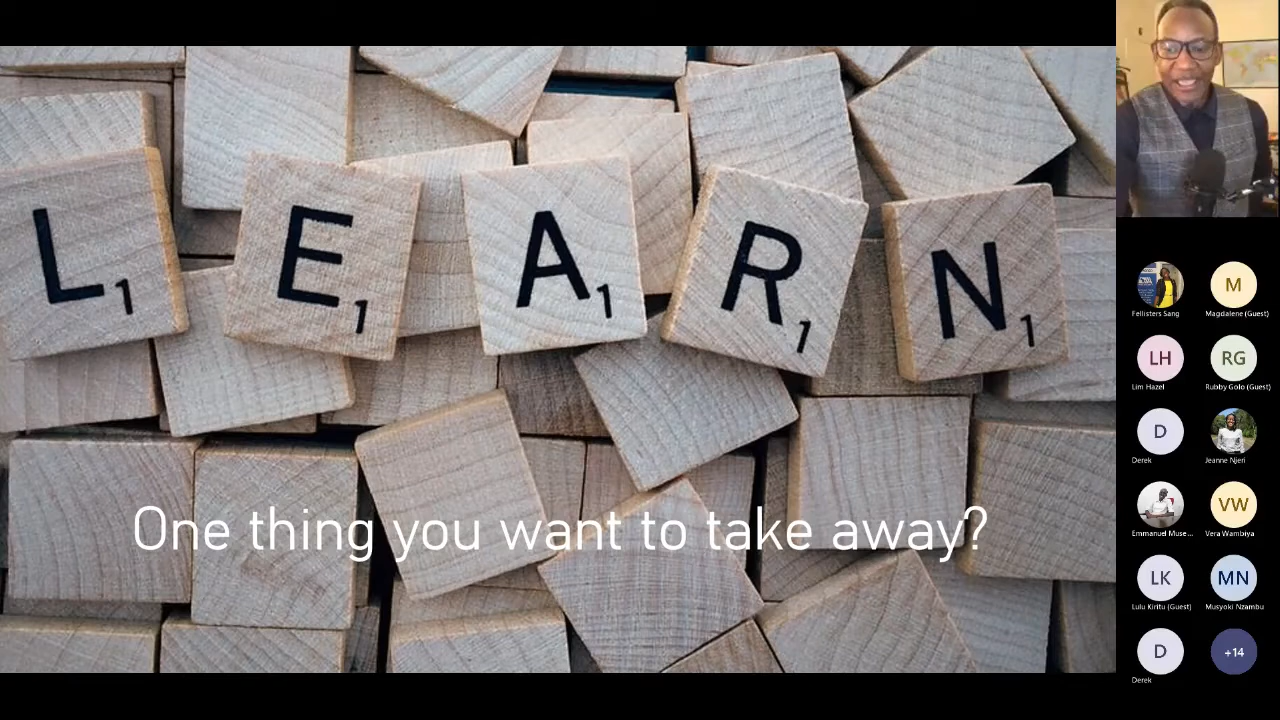 L1 E1 A1 R1 N1
One thing you want to take away?
Fellisters Sang
M
Magdalene (Guest)
LH
Lim Hazel
RG
Rubby Golo (Guest)
D
Derek
Jeanne Njeri
Emmanuel Muse...
VW
Vera Wambiya
LK
Lulu Kiritu (Guest)
MN
Musyoki Nzambu
D
Derek
+14